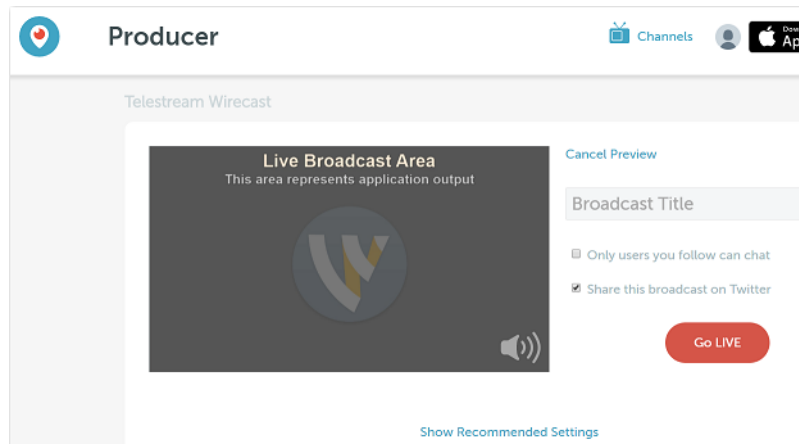 Producer
Channels
Telestream Wirecast
Live Broadcast Area
This area represents application output
Cancel Preview
Broadcast Title
Only users you follow can chat
Share this broadcast on Twitter
Go LIVE
Show Recommended Settings